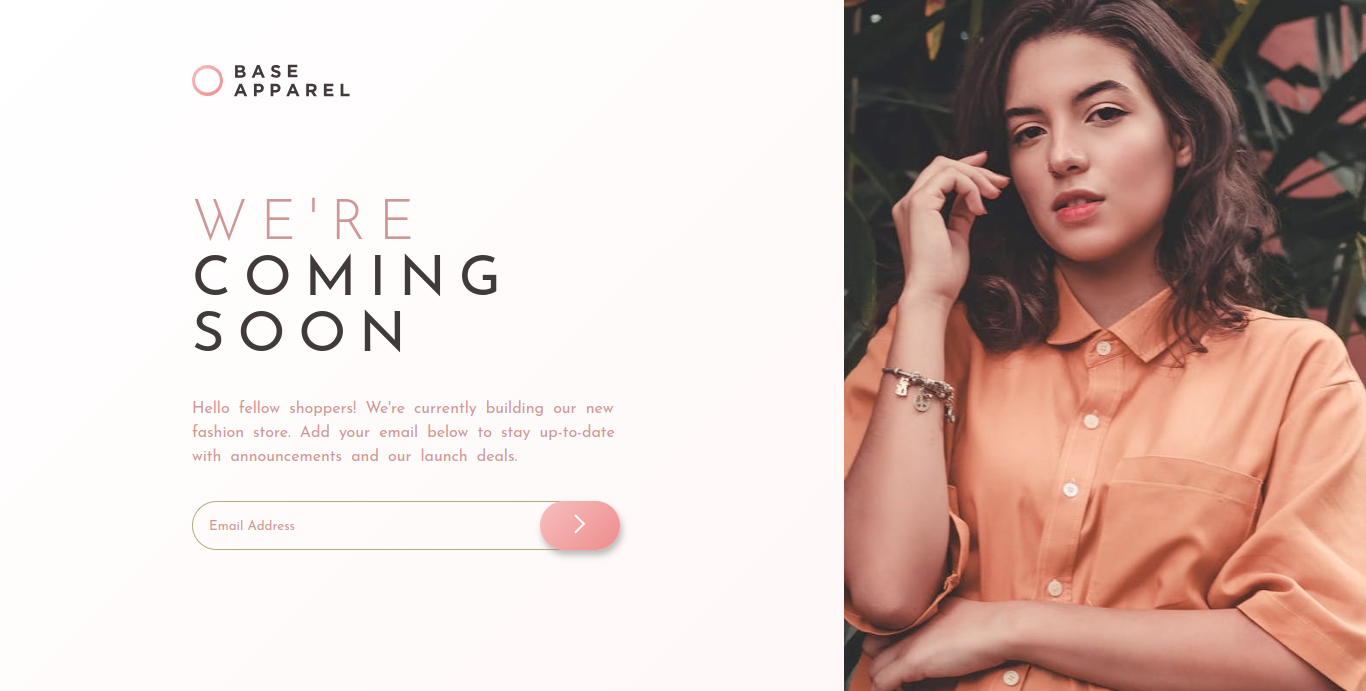 BASE
APPAREL
WE'RE
COMING
SOON
Hello fellow shoppers! We're currently building our new
fashion store. Add your email below to stay up-to-date
with announcements and our launch deals.
Email Address